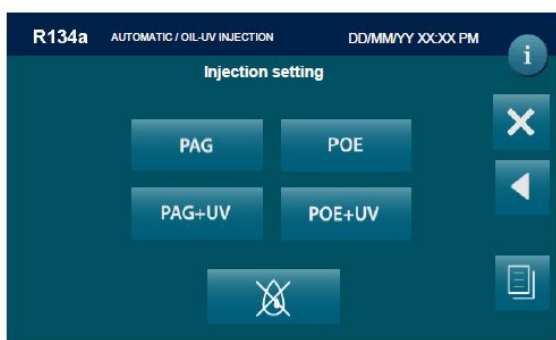 R134a AUTOMATIC / OIL-UV INJECTION DD/MM/YY XX:XX PM
i
Injection setting
PAG POE
PAG+UV POE+UV